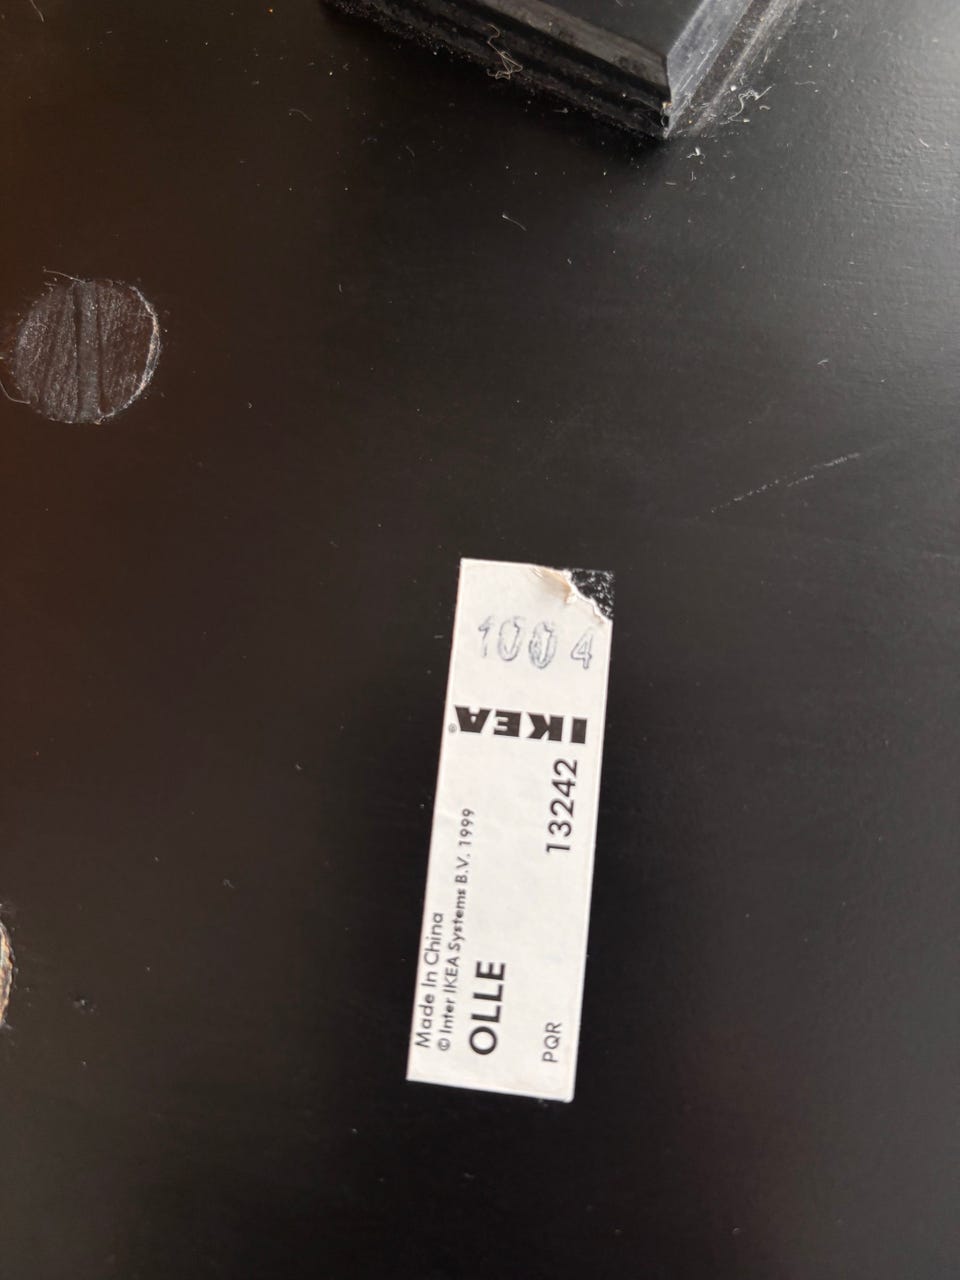 Made In China
© Inter IKEA Systems B.V. 1999
OLLE
PQR
13242
IKEA®
1004